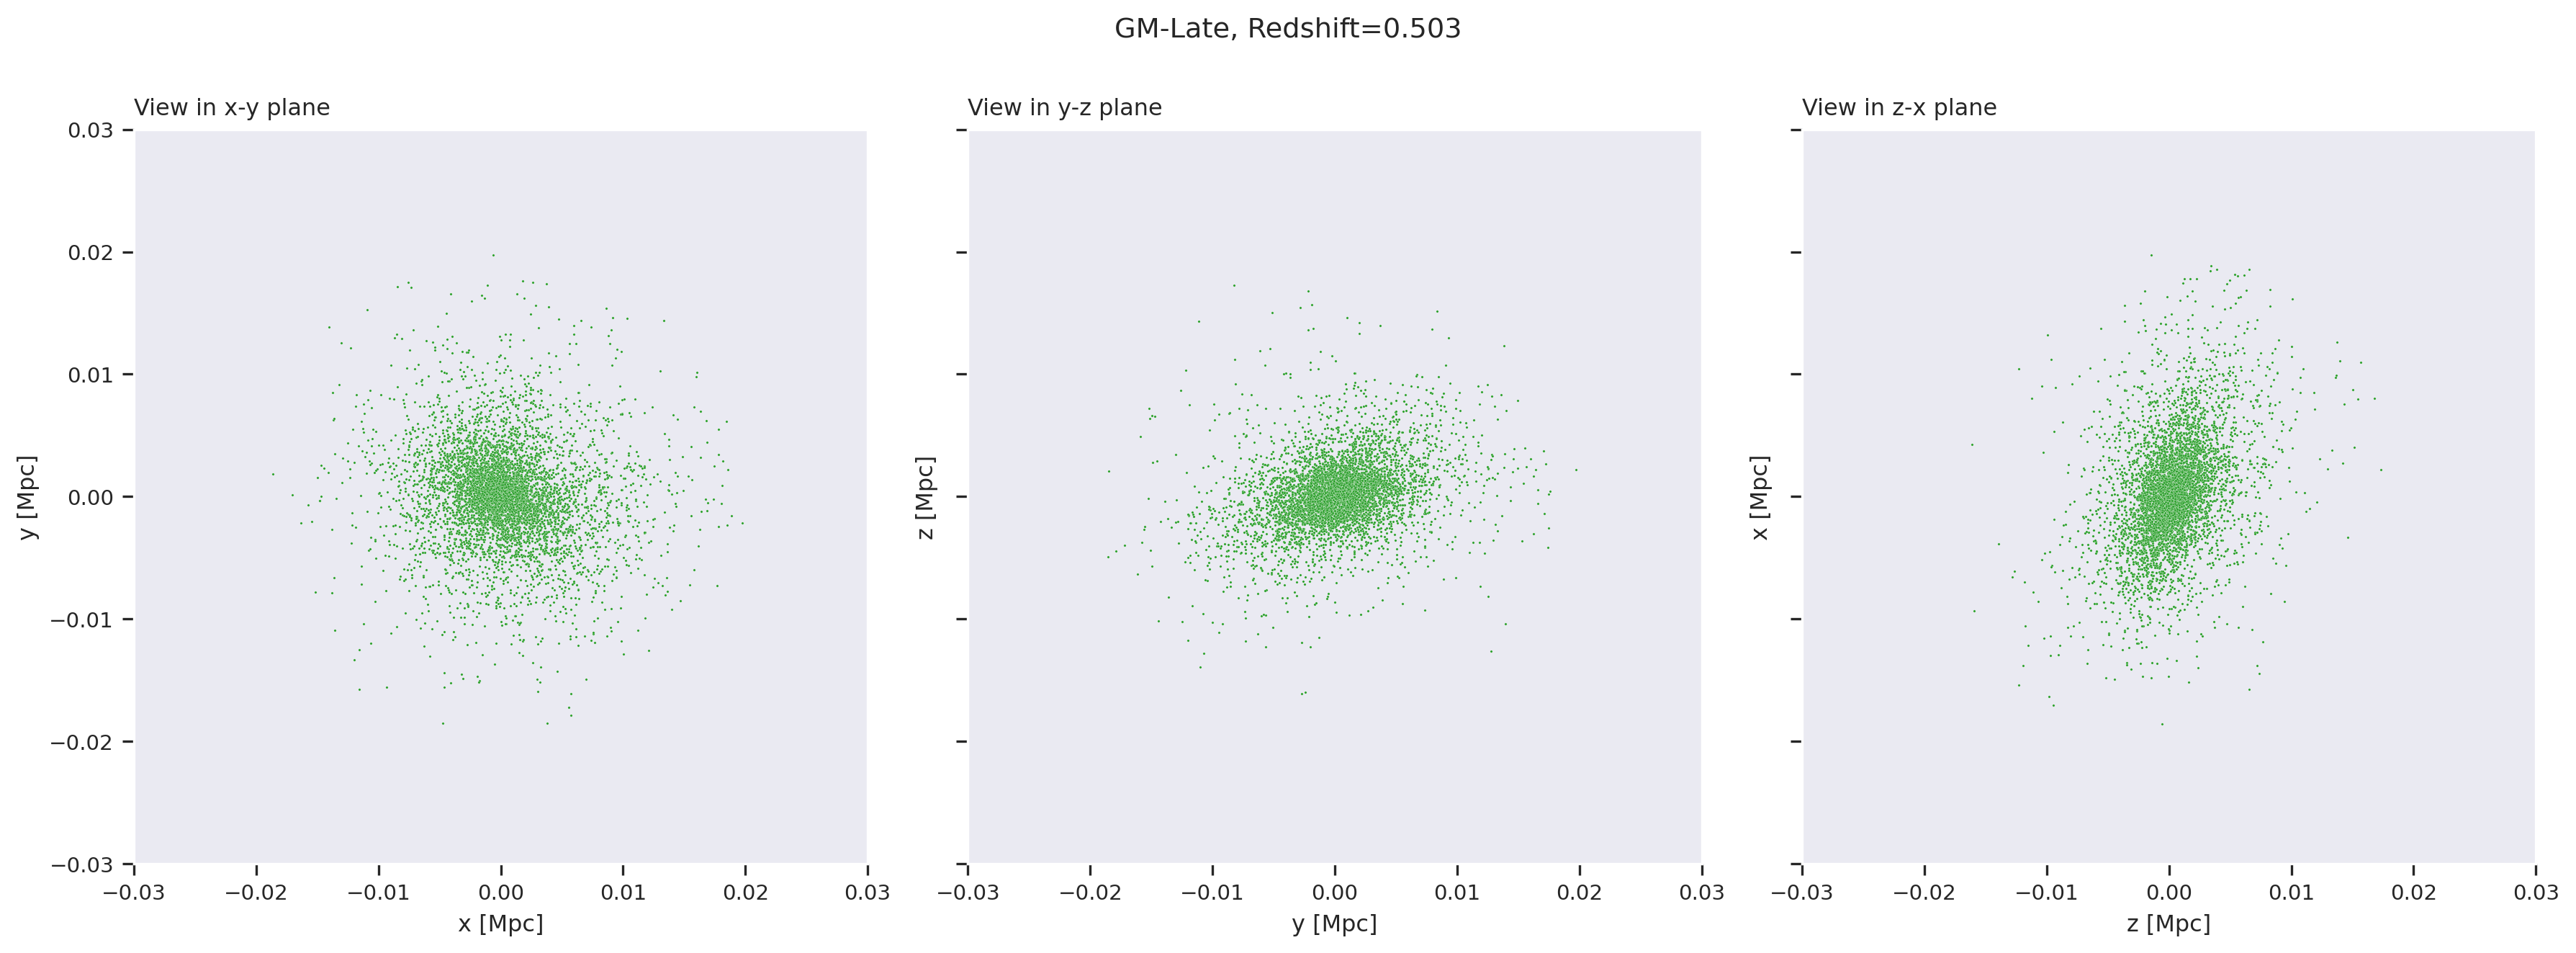 GM-Late, Redshift=0.503
View in x-y plane
View in y-z plane
View in z-x plane
0.03
0.02
0.01
0.00
−0.01
−0.02
−0.03
y [Mpc]
z [Mpc]
x [Mpc]
−0.03 −0.02 −0.01 0.00 0.01 0.02 0.03
−0.03 −0.02 −0.01 0.00 0.01 0.02 0.03
−0.03 −0.02 −0.01 0.00 0.01 0.02 0.03
x [Mpc]
y [Mpc]
z [Mpc]